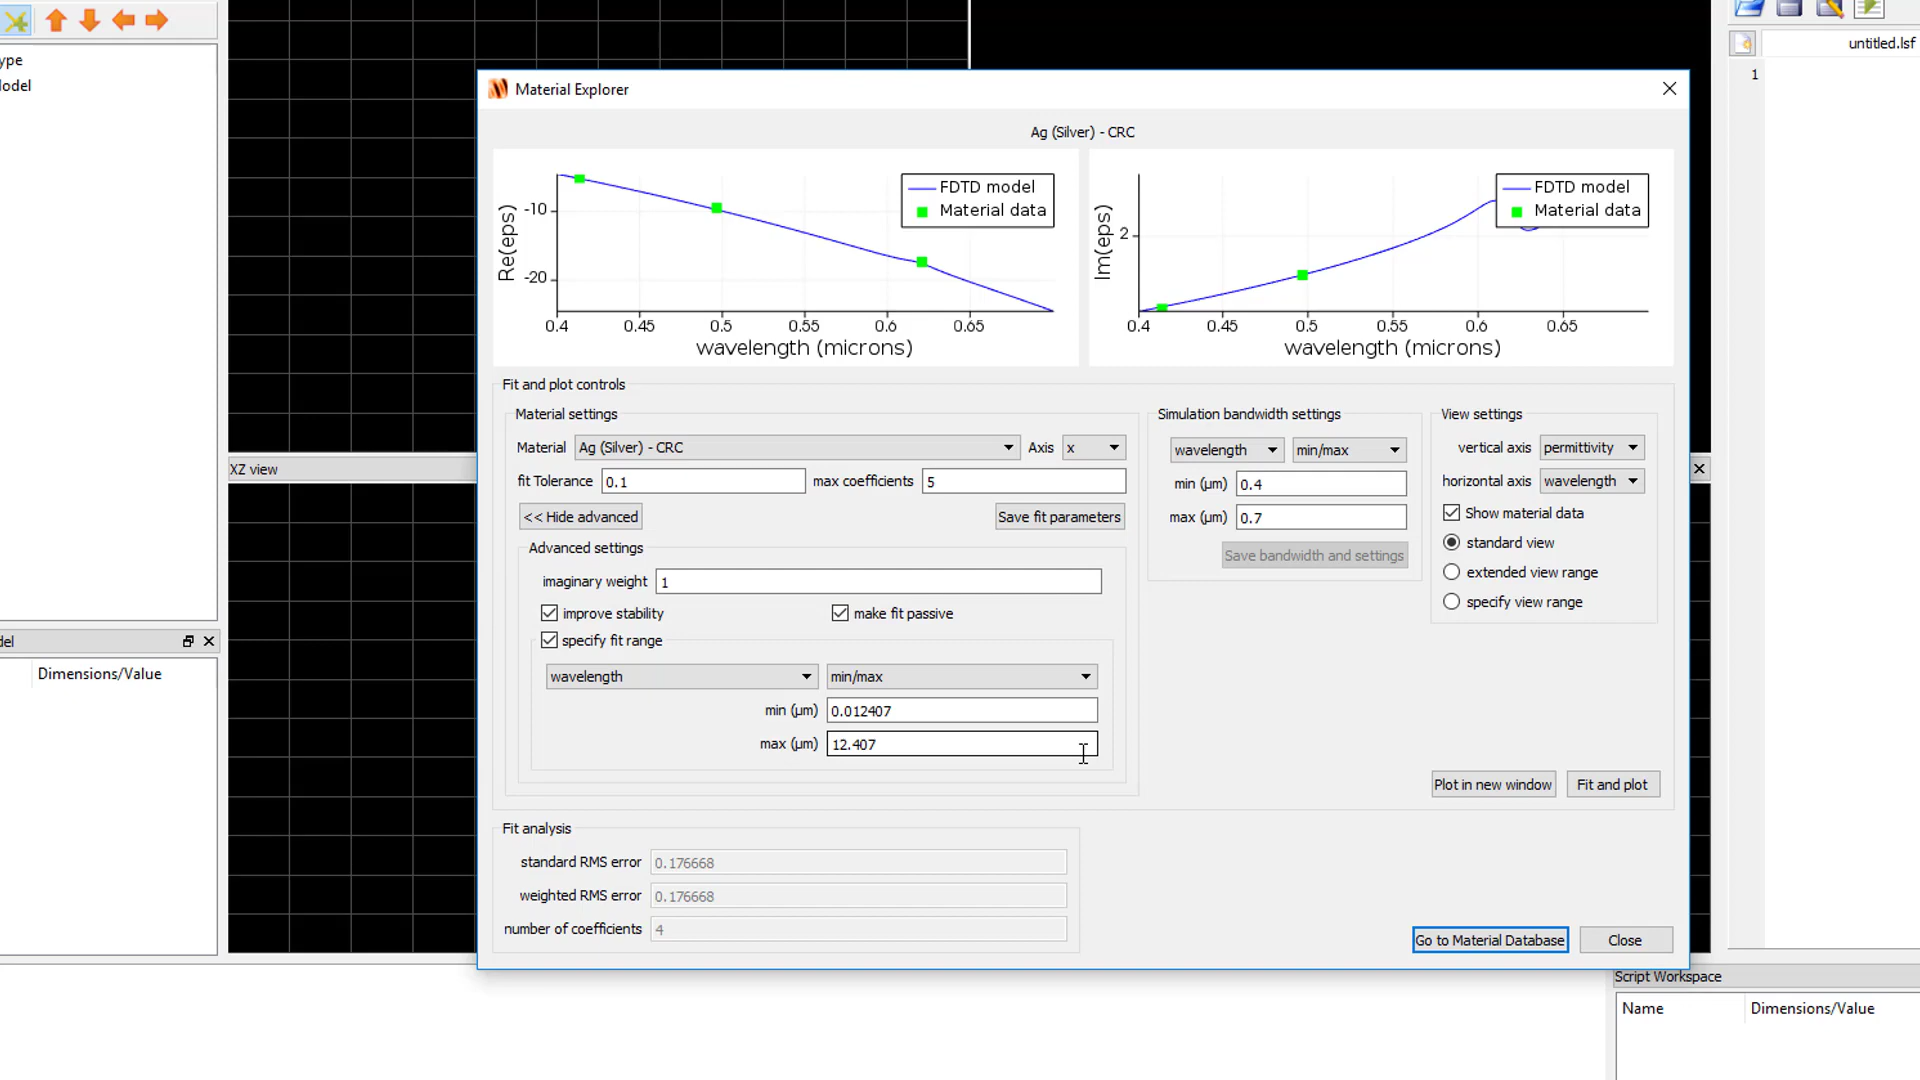 untitled.lsf
ype
1
odel
Material Explorer
Ag (Silver) - CRC
FDTD model
Material data
Re(eps)
-10
-20
0.4 0.45 0.5 0.55 0.6 0.65
wavelength (microns)
FDTD model
Material data
Im(eps)
2
0.4 0.45 0.5 0.55 0.6 0.65
wavelength (microns)
Fit and plot controls
Material settings
Material Ag (Silver) - CRC Axis x
fit Tolerance 0.1 max coefficients 5
<< Hide advanced Save fit parameters
Advanced settings
imaginary weight 1
improve stability make fit passive
specify fit range
wavelength min/max
min (µm) 0.012407
max (µm) 12.407
Simulation bandwidth settings
wavelength min/max
min (µm) 0.4
max (µm) 0.7
Save bandwidth and settings
View settings
vertical axis permittivity
horizontal axis wavelength
Show material data
standard view
extended view range
specify view range
Plot in new window Fit and plot
Fit analysis
standard RMS error 0.176668
weighted RMS error 0.176668
number of coefficients 4
Go to Material Database Close
XZ view
del
Dimensions/Value
Script Workspace
Name Dimensions/Value